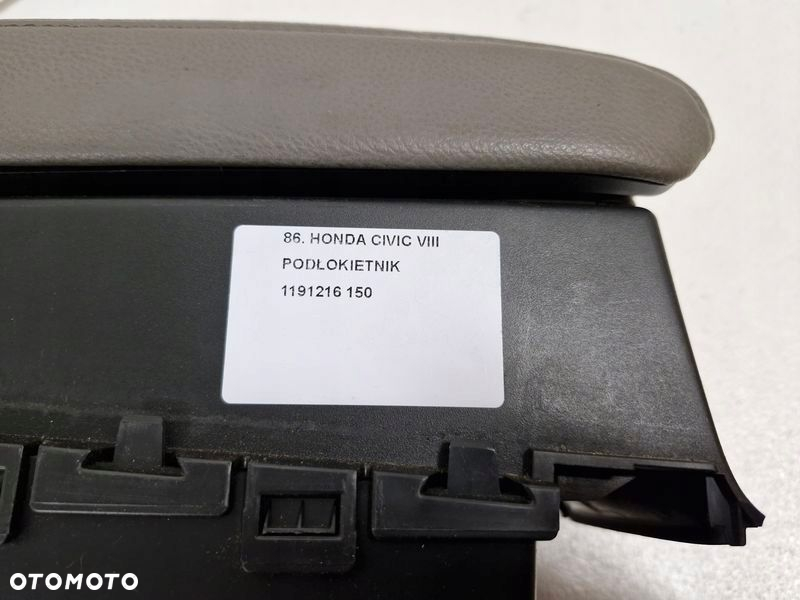 86. HONDA CIVIC VIII
PODŁOKIETNIK
1191216 150
OTOMOTO